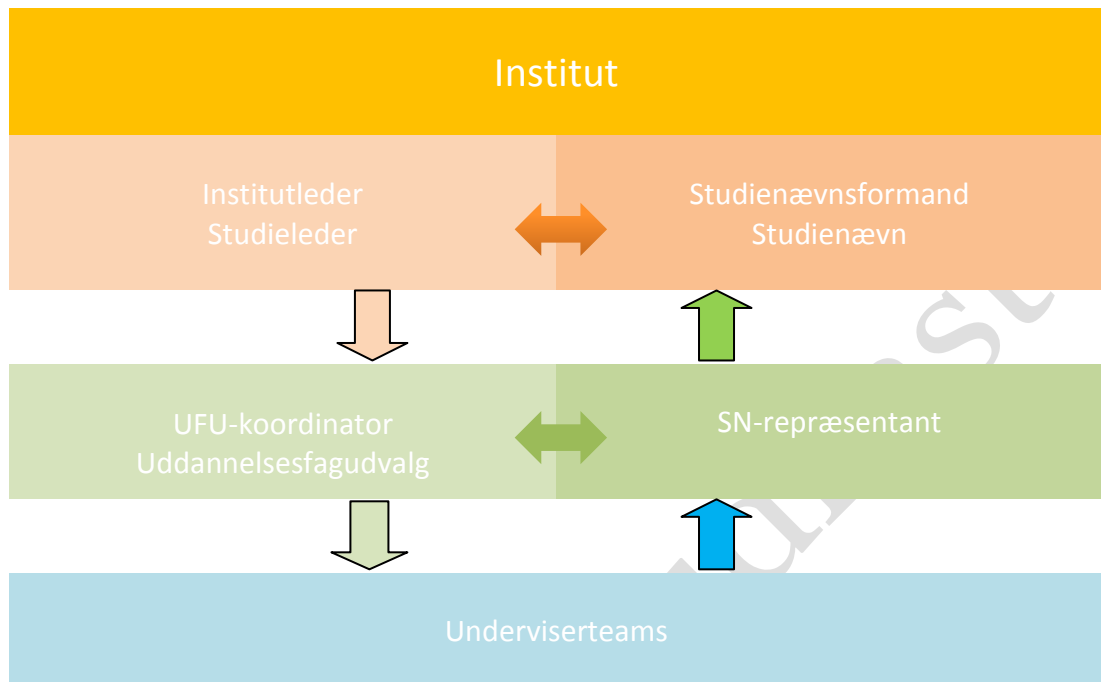 Institut
Institutleder
Studieleder
Studienævnsformand
Studienævn
UFU-koordinator
Uddannelsesfagudvalg
SN-repræsentant
Underviserteams